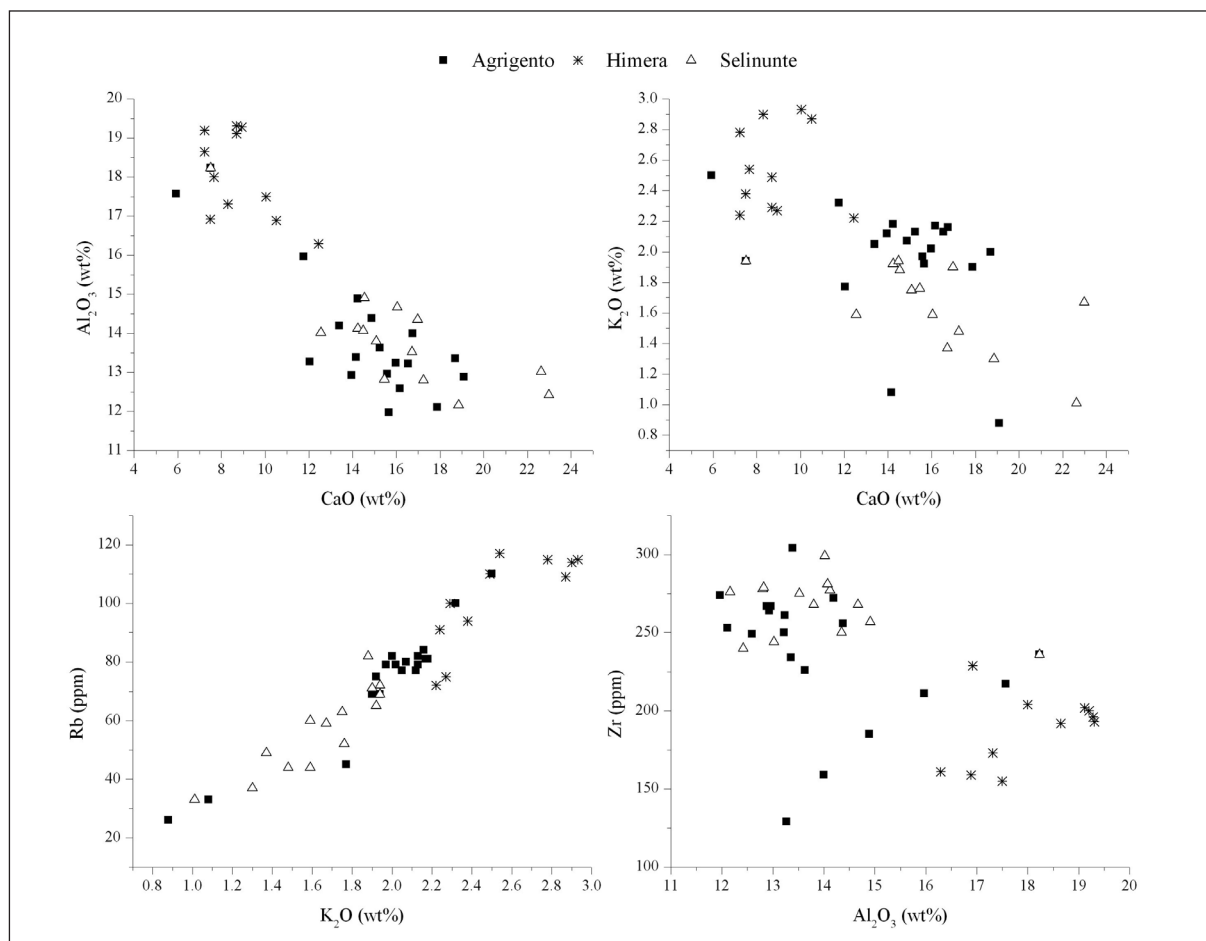 Agrigento Himera Selinunte
20
19
18
17
16
15
14
13
12
11
Al₂O₃ (wt%)
4 6 8 10 12 14 16 18 20 22 24
CaO (wt%)
3.0
2.8
2.6
2.4
2.2
2.0
1.8
1.6
1.4
1.2
1.0
0.8
K₂O (wt%)
4 6 8 10 12 14 16 18 20 22 24
CaO (wt%)
120
100
80
60
40
20
Rb (ppm)
0.8 1.0 1.2 1.4 1.6 1.8 2.0 2.2 2.4 2.6 2.8 3.0
K₂O (wt%)
300
250
200
150
100
Zr (ppm)
11 12 13 14 15 16 17 18 19 20
Al₂O₃ (wt%)